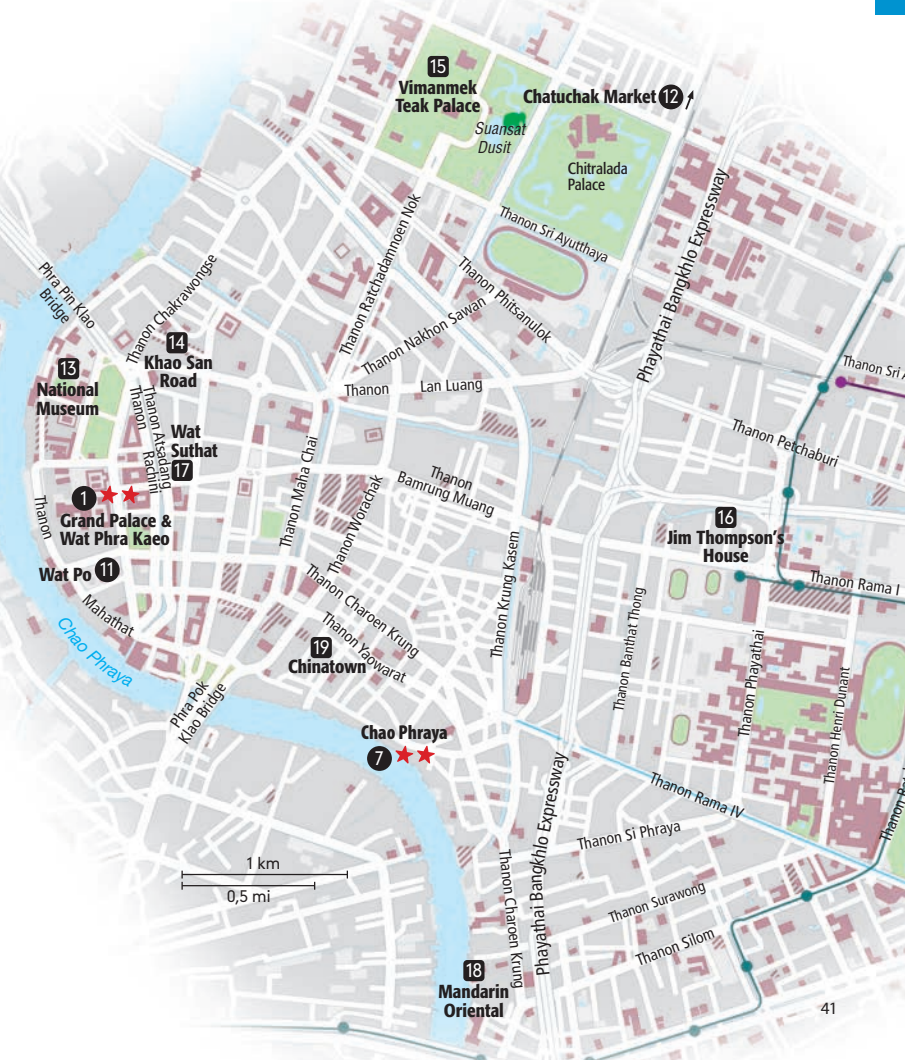 15
Vimanmek
Teak Palace
Chatuchak Market 12
Suansat
Dusit
Chitralada
Palace
Thanon Sri Ayutthaya
Thanon Ratchadamnoen Nok
Thanon Phitsanulok
Thanon Nakhon Sawan
Payathai Bangkhlo Expressway
Phra Pin Klao
Bridge
Thanon Chakrawongse
14
Khao San
Road
13
National
Museum
Thanon Lan Luang
Thanon Sri A
Thanon Atsadang
Thanon
Rachini
Wat
Suthat
17
Thanon Petchaburi
Thanon Maha Chai
Thanon
Bamrung Muang
Thanon Worachak
1
Grand Palace &
Wat Phra Kaeo
Thanon
Mahathat
16
Jim Thompson's
House
Wat Po 11
Thanon Krung Kasem
Thanon Rama I
Thanon Charoen Krung
Thanon Yaowarat
19
Chinatown
Thanon Banthat Thong
Thanon Phayathai
Thanon Henri Dunant
Chao Phraya
Phra Pok
Klao Bridge
Chao Phraya
7
Thanon Rama IV
Thanon
Payathai Bangkhlo Expressway
Thanon Si Phraya
1 km
0,5 mi
Thanon Charoen Krung
Thanon Surawong
Thanon Silom
18
Mandarin
Oriental
41